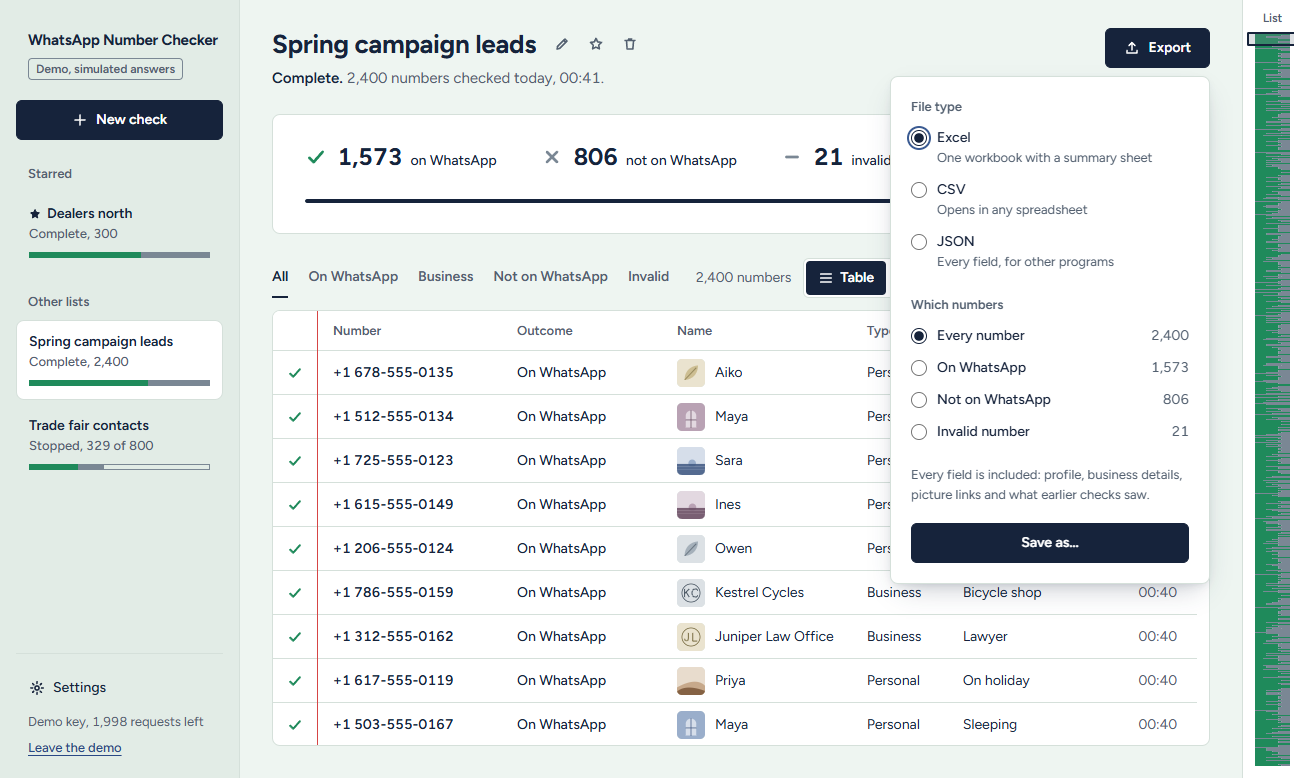 WhatsApp Number Checker
Demo, simulated answers
New check
Starred
Dealers north
Complete, 300
Other lists
Spring campaign leads
Complete, 2,400
Trade fair contacts
Stopped, 329 of 800
Settings
Demo key, 1,998 requests left
Leave the demo
Spring campaign leads
Complete. 2,400 numbers checked today, 00:41.
Export
1,573 on WhatsApp 806 not on WhatsApp 21 invalid
All On WhatsApp Business Not on WhatsApp Invalid 2,400 numbers Table
Number Outcome Name
+1 678-555-0135 On WhatsApp Aiko
+1 512-555-0134 On WhatsApp Maya
+1 725-555-0123 On WhatsApp Sara
+1 615-555-0149 On WhatsApp Ines
+1 206-555-0124 On WhatsApp Owen
+1 786-555-0159 On WhatsApp KC Kestrel Cycles Business Bicycle shop 00:40
+1 312-555-0162 On WhatsApp JL Juniper Law Office Business Lawyer 00:40
+1 617-555-0119 On WhatsApp Priya Personal On holiday 00:40
+1 503-555-0167 On WhatsApp Maya Personal Sleeping 00:40
File type
Excel
One workbook with a summary sheet
CSV
Opens in any spreadsheet
JSON
Every field, for other programs
Which numbers
Every number 2,400
On WhatsApp 1,573
Not on WhatsApp 806
Invalid number 21
Every field is included: profile, business details,
picture links and what earlier checks saw.
Save as...
List